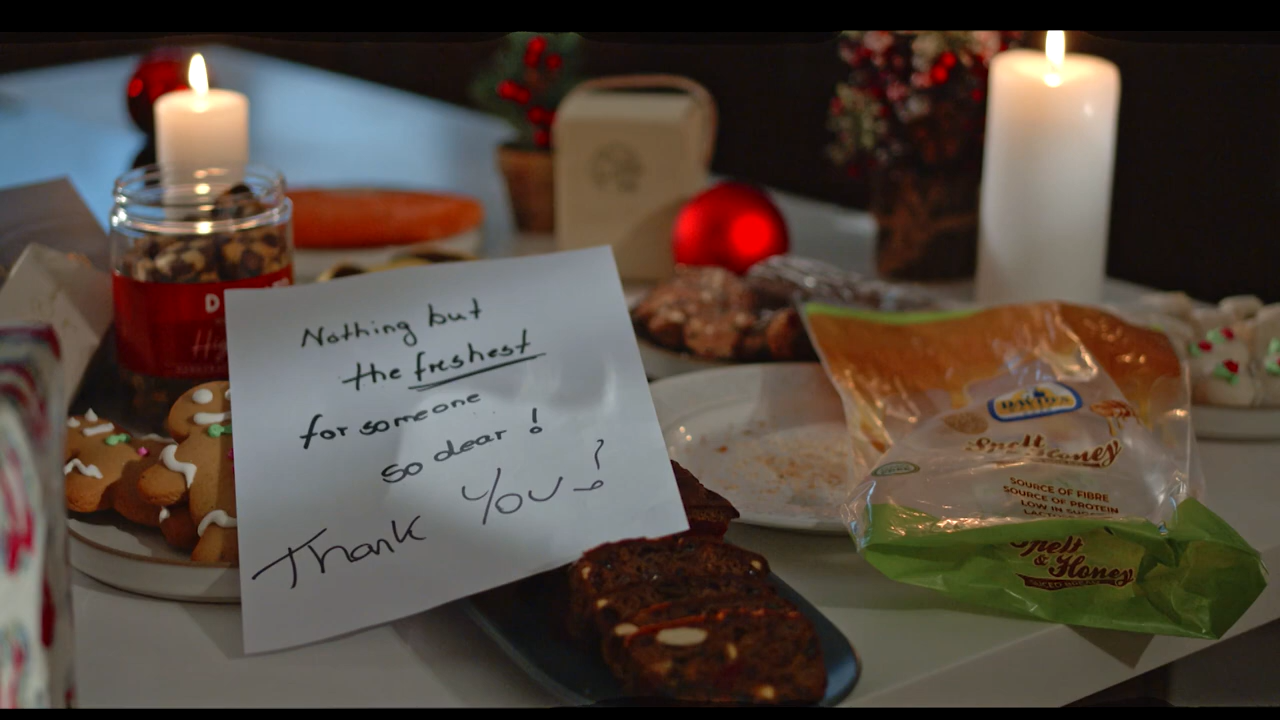 Nothing but
the freshest
for someone
so dear !
Thank You !
D
Spelt
Honey
SOURCE OF FIBRE
SOURCE OF PROTEIN
LOW IN
Spelt
& Honey